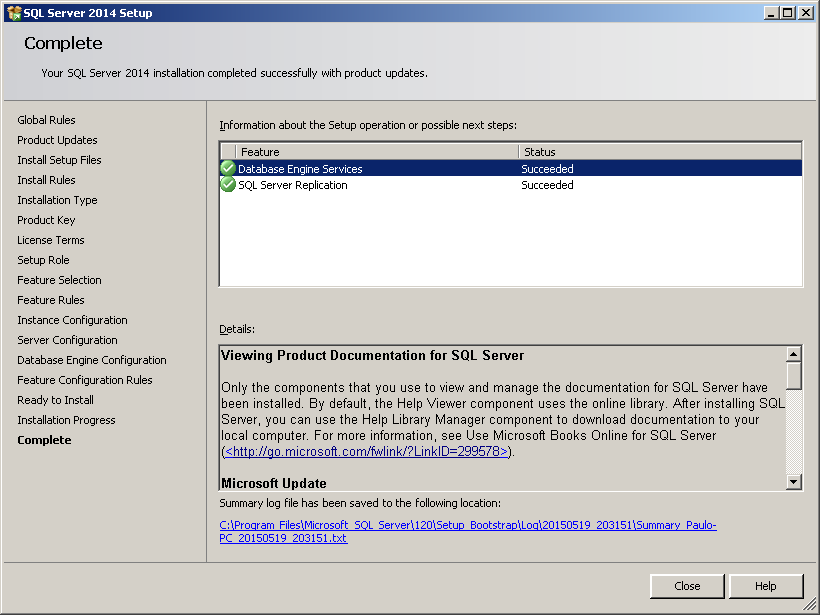 SQL Server 2014 Setup
Complete
Your SQL Server 2014 installation completed successfully with product updates.
Global Rules
Product Updates
Install Setup Files
Install Rules
Installation Type
Product Key
License Terms
Setup Role
Feature Selection
Feature Rules
Instance Configuration
Server Configuration
Database Engine Configuration
Feature Configuration Rules
Ready to Install
Installation Progress
Complete
Information about the Setup operation or possible next steps:
Feature Status
Database Engine Services Succeeded
SQL Server Replication Succeeded
Details:
Viewing Product Documentation for SQL Server
Only the components that you use to view and manage the documentation for SQL Server have
been installed. By default, the Help Viewer component uses the online library. After installing SQL
Server, you can use the Help Library Manager component to download documentation to your
local computer. For more information, see Use Microsoft Books Online for SQL Server
(<http://go.microsoft.com/fwlink/?LinkID=299578>).
Microsoft Update
Summary log file has been saved to the following location:
C:\Program Files\Microsoft SQL Server\120\Setup Bootstrap\Log\20150519_203151\Summary_Paulo-
PC_20150519_203151.txt
Close Help